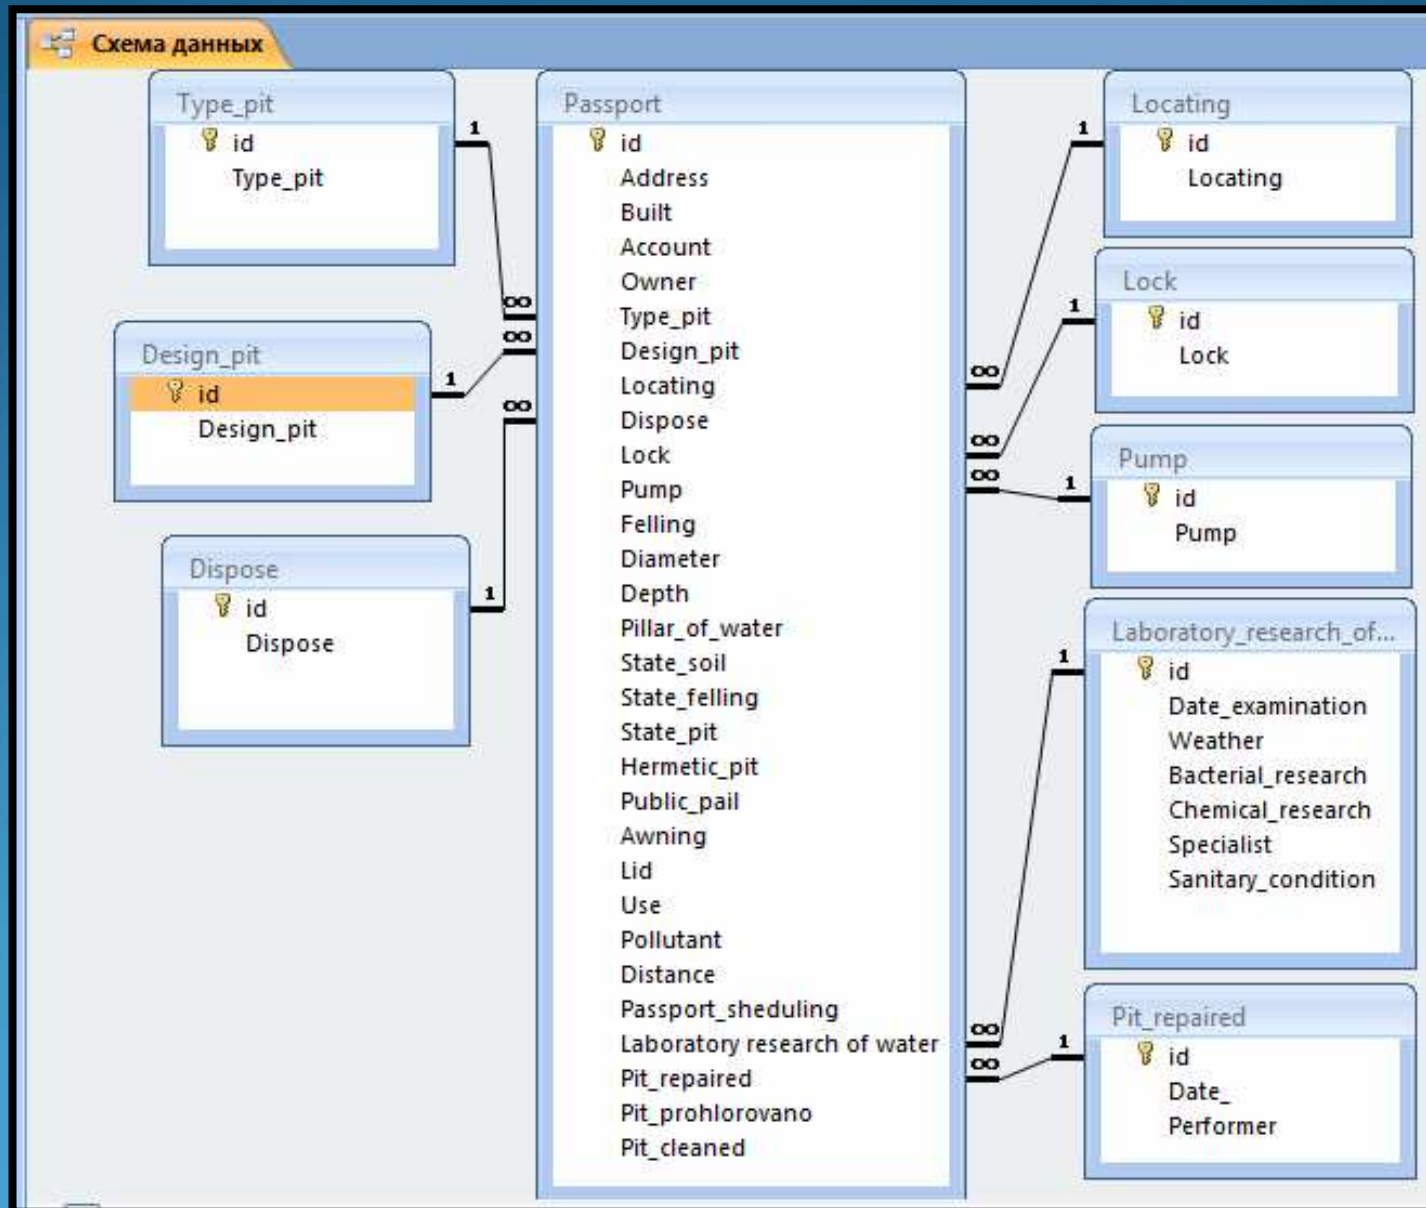 Схема данных
Type_pit
id
Type_pit
1
∞
Design_pit
id
Design_pit
1
∞
Dispose
id
Dispose
1
∞
Passport
id
Address
Built
Account
Owner
Type_pit
Design_pit
Locating
Dispose
Lock
Pump
Felling
Diameter
Depth
Pillar_of_water
State_soil
State_felling
State_pit
Hermetic_pit
Public_pail
Awning
Lid
Use
Pollutant
Distance
Passport_sheduling
Laboratory research of water
Pit_repaired
Pit_prohlorovano
Pit_cleaned
Locating
id
Locating
1
∞
Lock
id
Lock
1
∞
Pump
id
Pump
1
∞
Laboratory_research_of...
id
Date_examination
Weather
Bacterial_research
Chemical_research
Specialist
Sanitary_condition
1
∞
Pit_repaired
id
Date_
Performer
1
∞